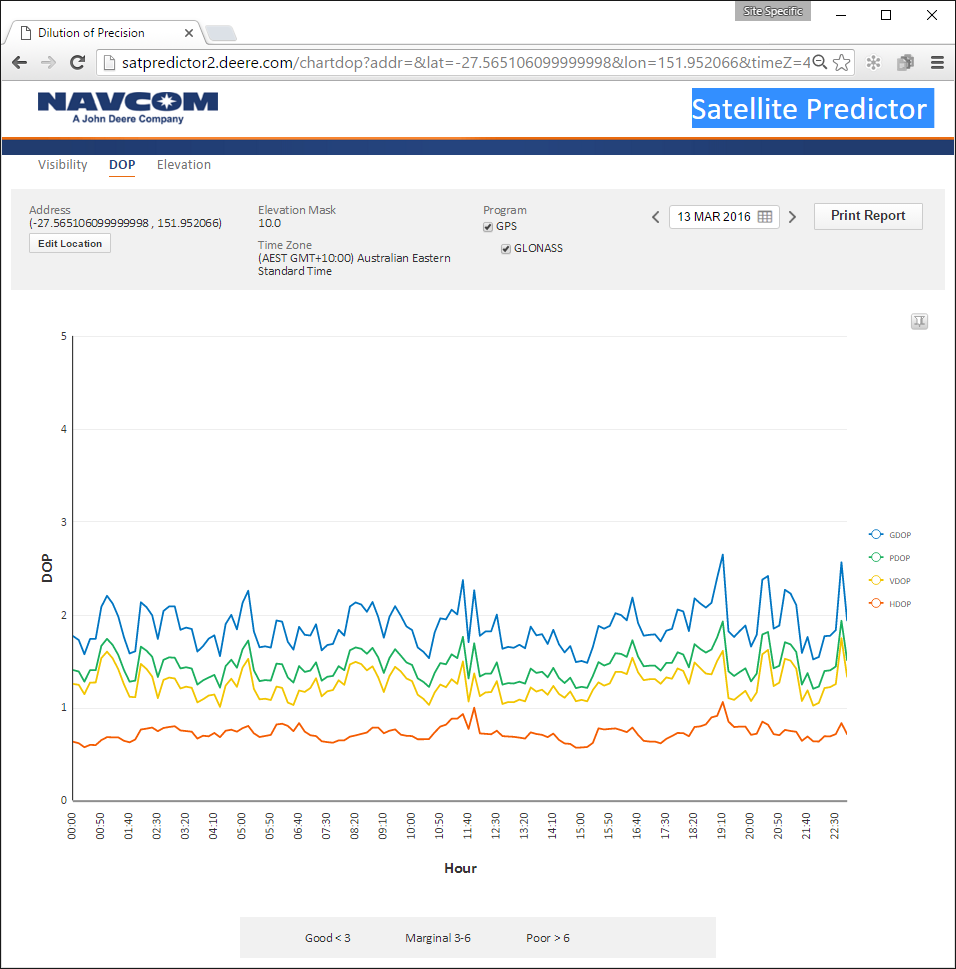 Site Specific
Dilution of Precision
satpredictor2.deere.com/chartdop?addr=&lat=-27.565106099999998&lon=151.952066&timeZ=4
NAVCOM
A John Deere Company
Satellite Predictor
Visibility DOP Elevation
Address
(-27.565106099999998 , 151.952066)
Edit Location
Elevation Mask
10.0
Time Zone
(AEST GMT+10:00) Australian Eastern
Standard Time
Program
GPS
GLONASS
13 MAR 2016
Print Report
5
4
3
2
1
0
DOP
GDOP
PDOP
VDOP
HDOP
00:00 00:50 01:40 02:30 03:20 04:10 05:00 05:50 06:40 07:30 08:20 09:10 10:00 10:50 11:40 12:30 13:20 14:10 15:00 15:50 16:40 17:30 18:20 19:10 20:00 20:50 21:40 22:30
Hour
Good < 3 Marginal 3-6 Poor > 6